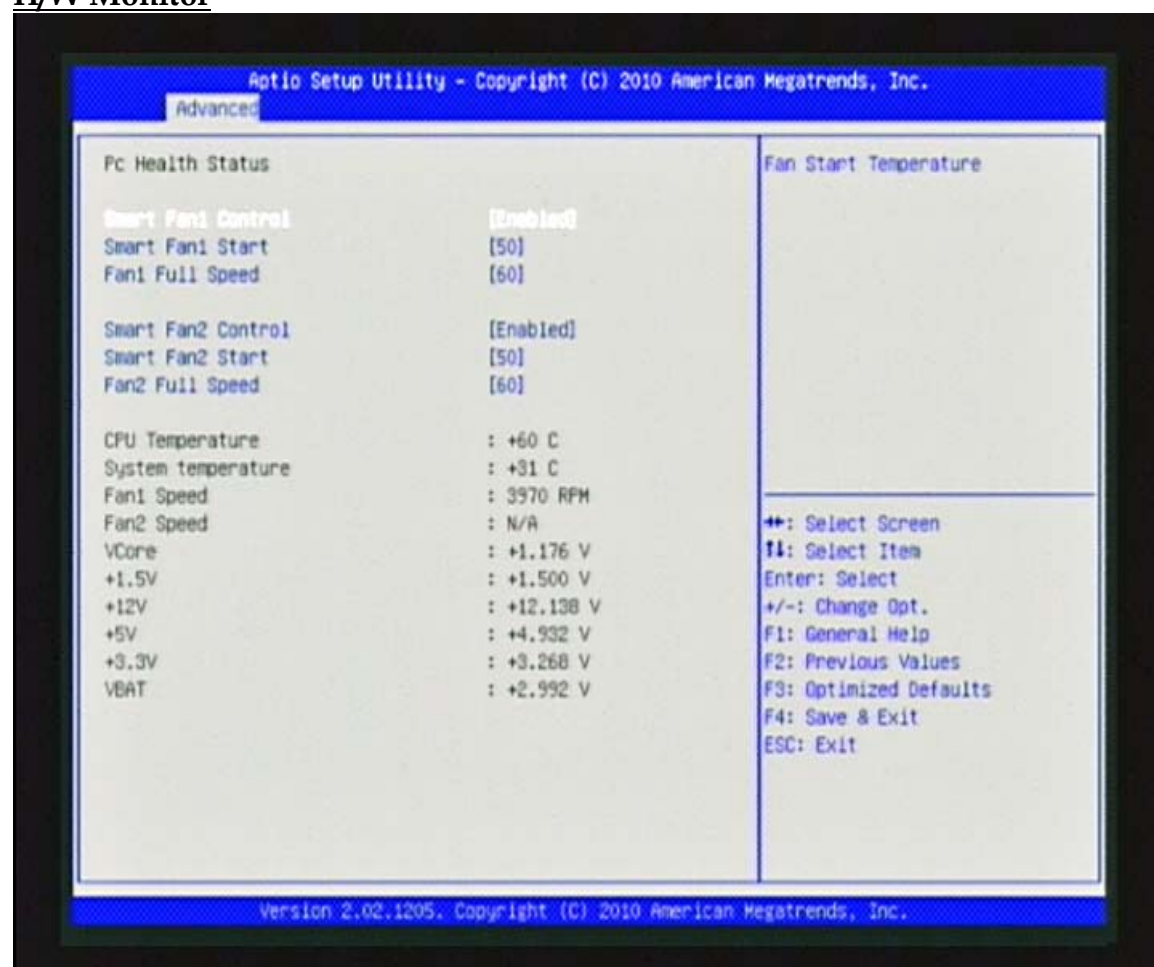 H/W Monitor
Aptio Setup Utility - Copyright (C) 2010 American Megatrends, Inc.
Advanced
Pc Health Status
Smart Fan1 Control [Enabled]
Smart Fan1 Start [50]
Fan1 Full Speed [60]
Smart Fan2 Control [Enabled]
Smart Fan2 Start [50]
Fan2 Full Speed [60]
CPU Temperature : +60 C
System temperature : +31 C
Fan1 Speed : 3970 RPM
Fan2 Speed : N/A
VCore : +1.176 V
+1.5V : +1.500 V
+12V : +12.138 V
+5V : +4.932 V
+3.3V : +3.268 V
VBAT : +2.992 V
Fan Start Temperature
→←: Select Screen
↑↓: Select Item
Enter: Select
+/-: Change Opt.
F1: General Help
F2: Previous Values
F3: Optimized Defaults
F4: Save & Exit
ESC: Exit
Version 2.02.1205. Copyright (C) 2010 American Megatrends, Inc.